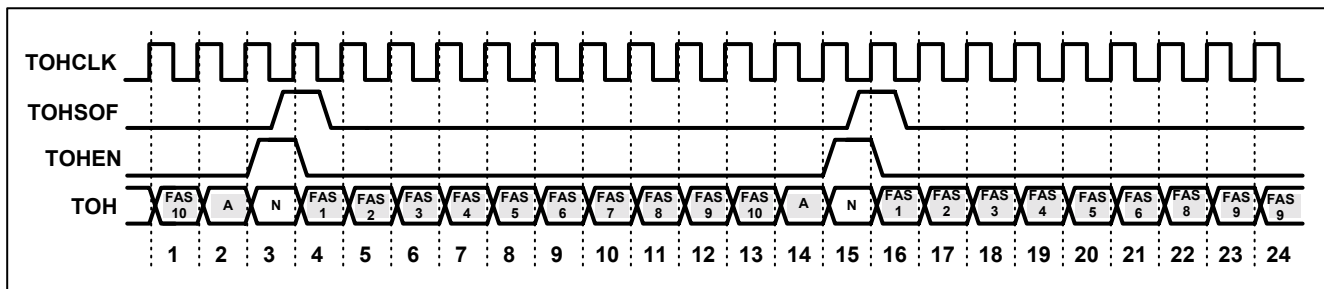 TOHCLK
TOHSOF
TOHEN
TOH FAS 10 A N FAS 1 FAS 2 FAS 3 FAS 4 FAS 5 FAS 6 FAS 7 FAS 8 FAS 9 FAS 10 A N FAS 1 FAS 2 FAS 3 FAS 4 FAS 5 FAS 6 FAS 8 FAS 9 FAS 9
1 2 3 4 5 6 7 8 9 10 11 12 13 14 15 16 17 18 19 20 21 22 23 24